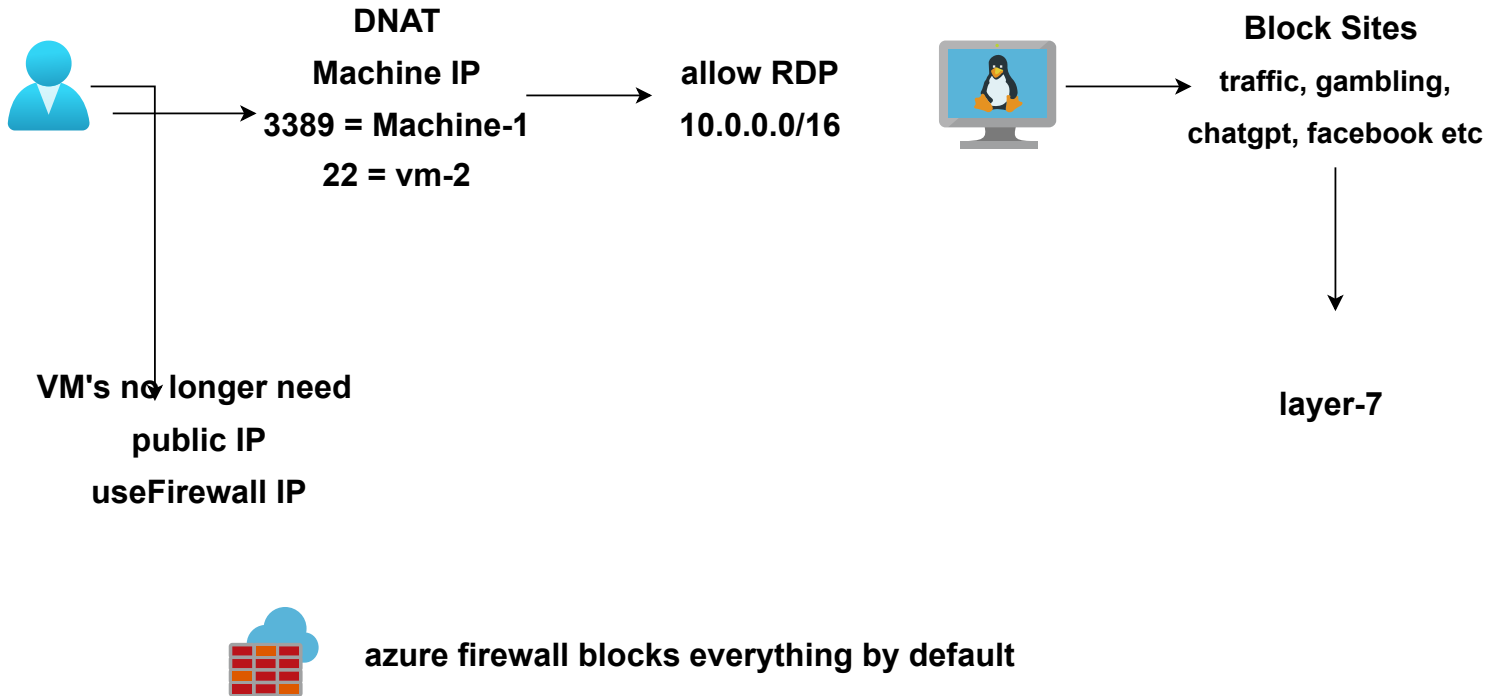 DNAT
Machine IP
3389 = Machine-1
22 = vm-2
allow RDP
10.0.0.0/16
Block Sites
traffic, gambling,
chatgpt, facebook etc
VM's no longer need
public IP
useFirewall IP
layer-7
azure firewall blocks everything by default